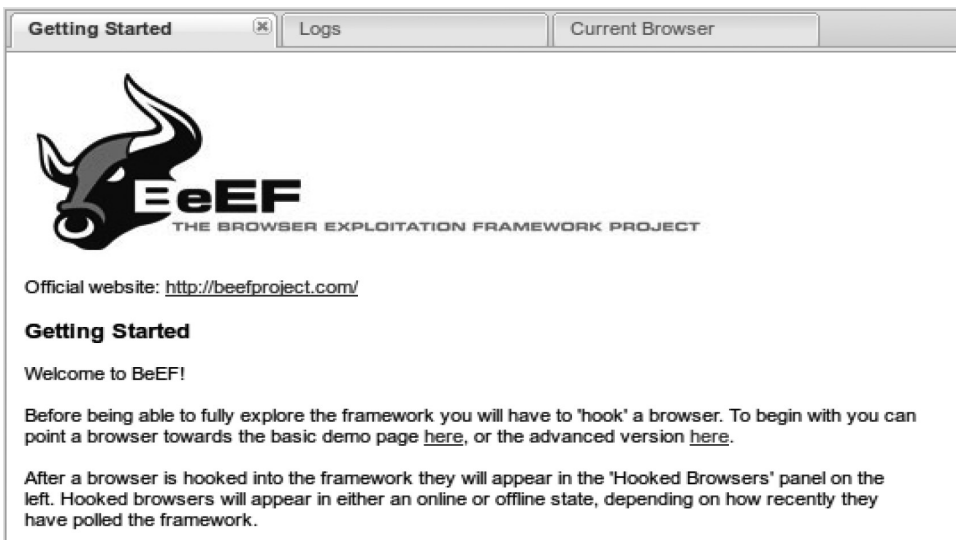 Getting Started
Logs
Current Browser
BeEF
THE BROWSER EXPLOITATION FRAMEWORK PROJECT
Official website: http://beefproject.com/
Getting Started
Welcome to BeEF!
Before being able to fully explore the framework you will have to 'hook' a browser. To begin with you can
point a browser towards the basic demo page here, or the advanced version here.
After a browser is hooked into the framework they will appear in the 'Hooked Browsers' panel on the
left. Hooked browsers will appear in either an online or offline state, depending on how recently they
have polled the framework.